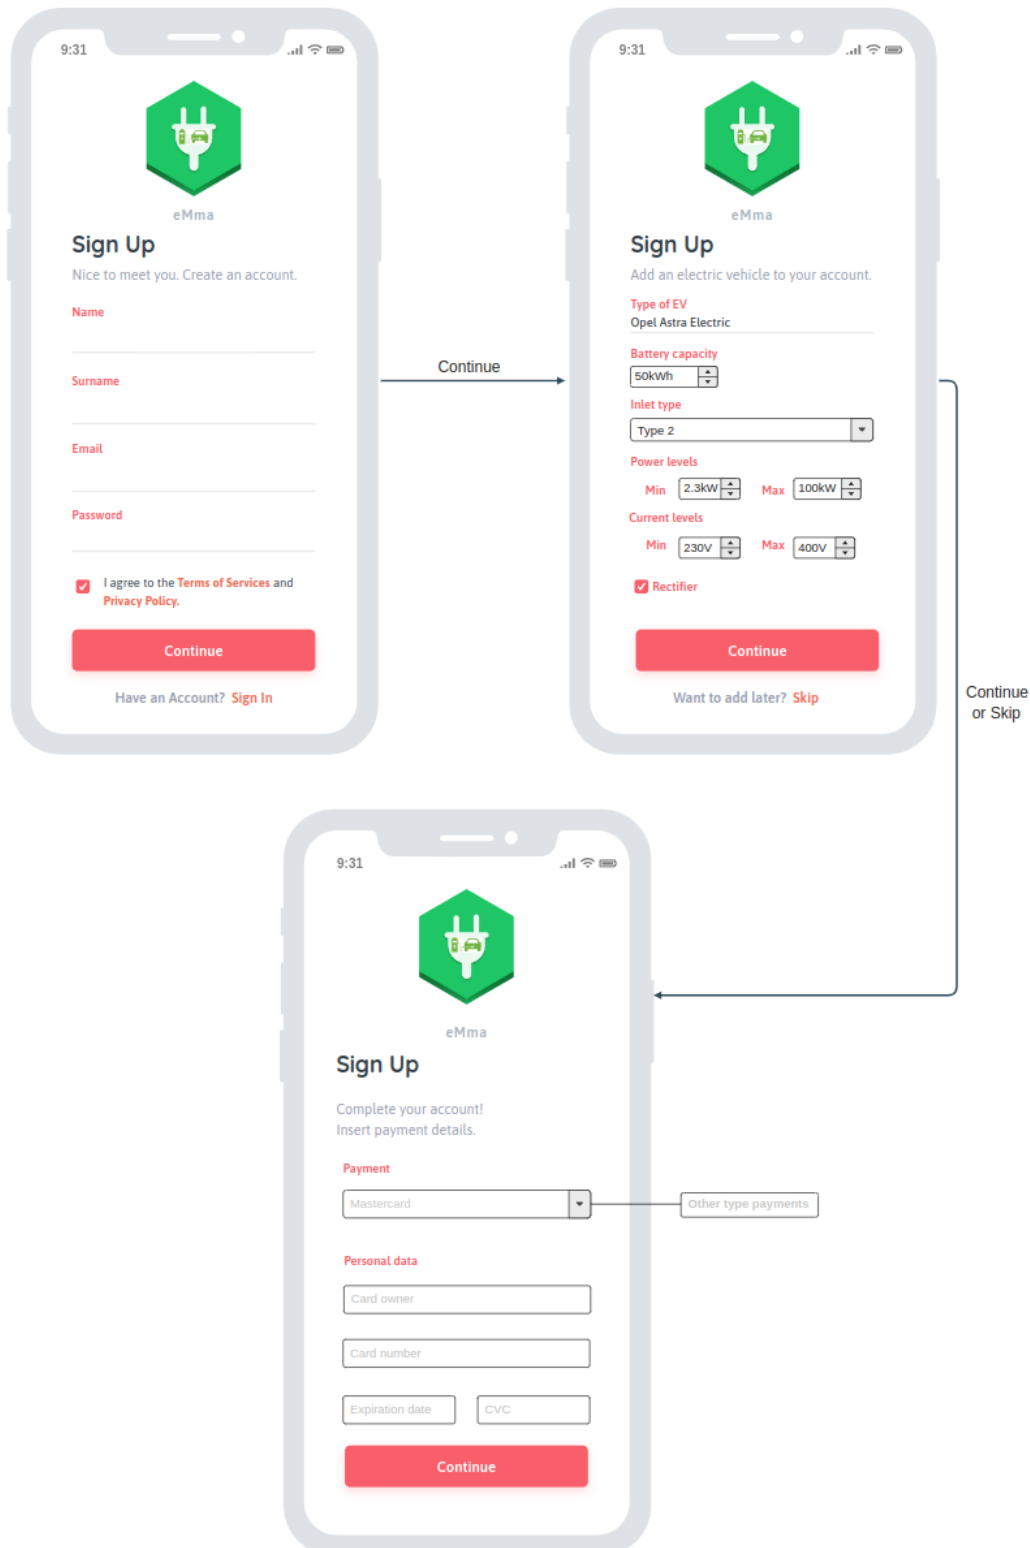 9:31
eMma
Sign Up
Nice to meet you. Create an account.
Name
Surname
Email
Password
I agree to the Terms of Services and
Privacy Policy.
Continue
Have an Account? Sign In
Continue
9:31
eMma
Sign Up
Add an electric vehicle to your account.
Type of EV
Opel Astra Electric
Battery capacity
50kWh
Inlet type
Type 2
Power levels
Min 2.3kW Max 100kW
Current levels
Min 230V Max 400V
Rectifier
Continue
Want to add later? Skip
Continue
or Skip
9:31
eMma
Sign Up
Complete your account!
Insert payment details.
Payment
Mastercard
Other type payments
Personal data
Card owner
Card number
Expiration date CVC
Continue